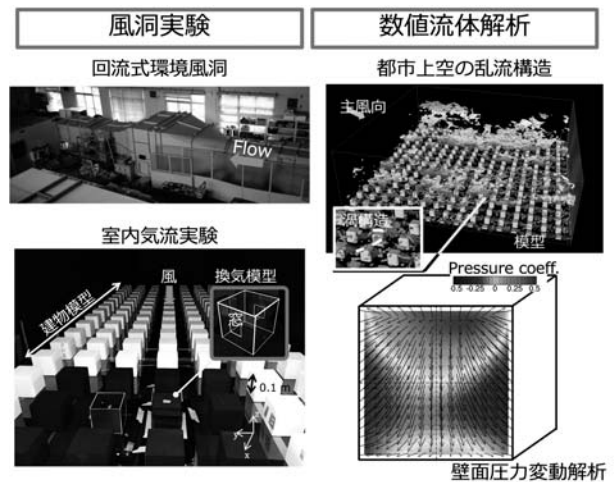 風洞実験
数値流体解析
回流式環境風洞
Flow
都市上空の乱流構造
主風向
渦構造
模型
室内気流実験
風
換気模型
窓
建物模型
0.1 m
y
z
x
Pressure coeff.
-0.5 -0.25 0 0.25 0.5
壁面圧力変動解析